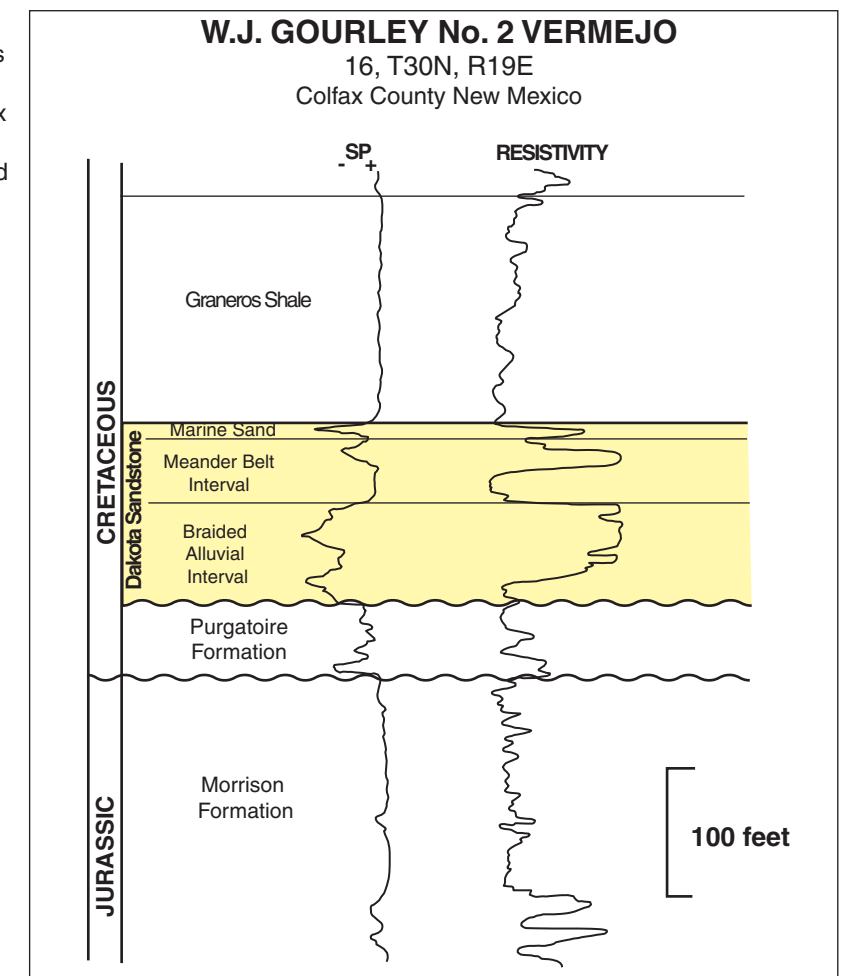 W.J. GOURLEY No. 2 VERMEJO
16, T30N, R19E
Colfax County New Mexico
- SP +
RESISTIVITY
Graneros Shale
CRETACEOUS
Dakota Sandstone
Marine Sand
Meander Belt
Interval
Braided
Alluvial
Interval
Purgatoire
Formation
JURASSIC
Morrison
Formation
100 feet